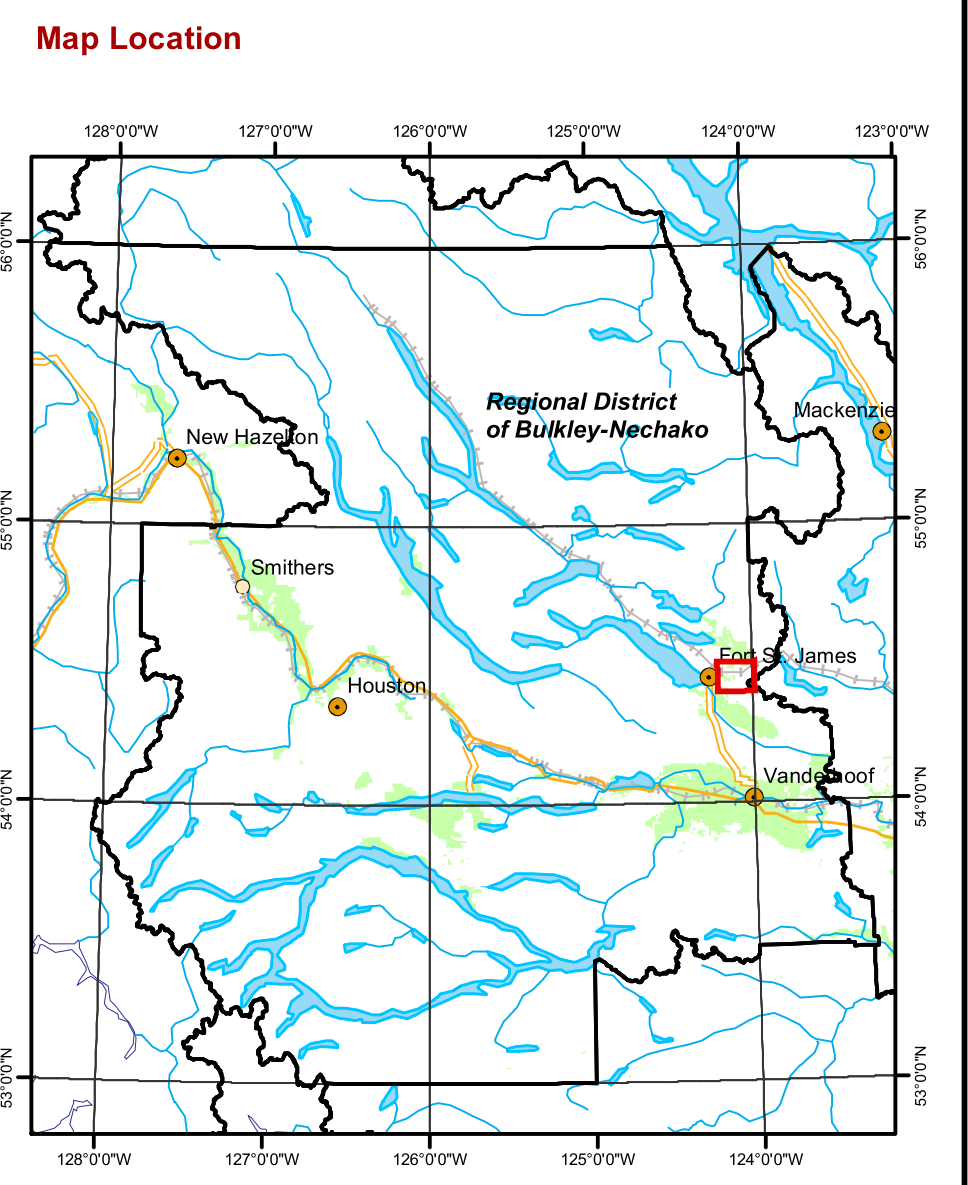 Map Location
128°0'0"W 127°0'0"W 126°0'0"W 125°0'0"W 124°0'0"W 123°0'0"W
56°0'0"N 56°0'0"N
Regional District
of Bulkley-Nechako
Mackenzie
New Hazelton
55°0'0"N 55°0'0"N
Smithers
Fort St. James
Houston
Vanderhoof
54°0'0"N 54°0'0"N
53°0'0"N 53°0'0"N
128°0'0"W 127°0'0"W 126°0'0"W 125°0'0"W 124°0'0"W